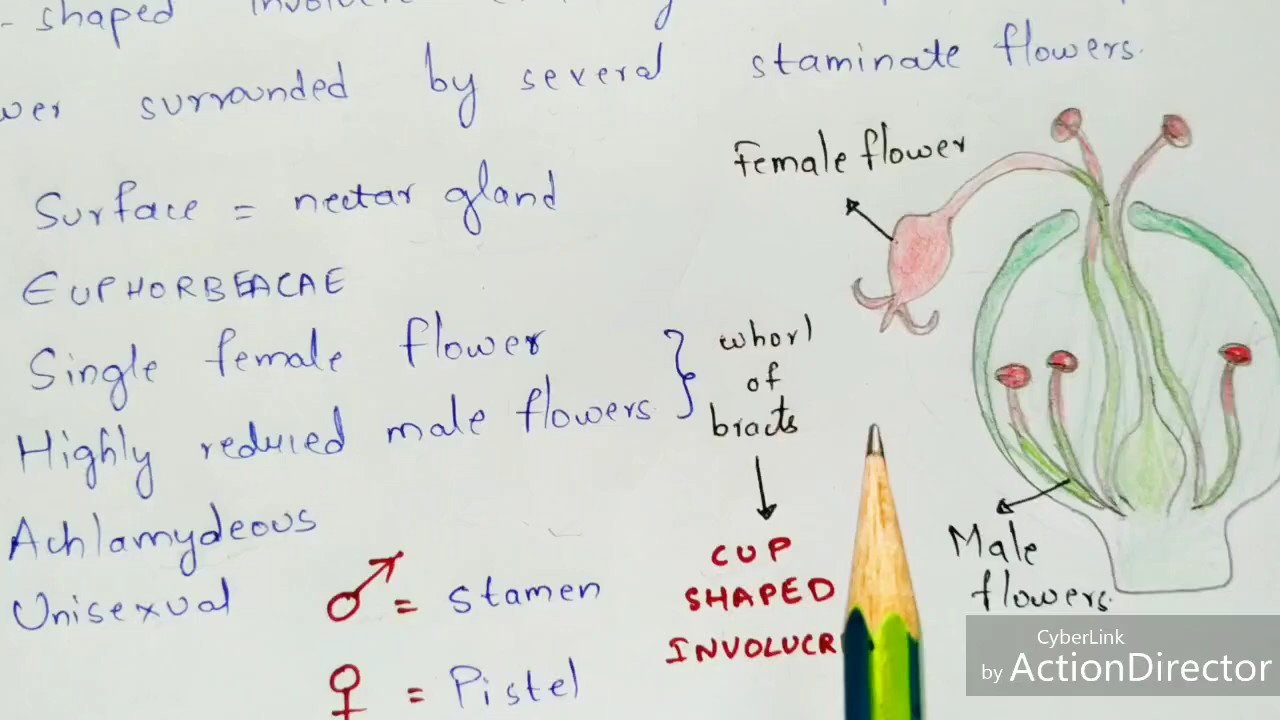 - shaped involucre
wer surrounded by several staminate flowers.
Surface = nectar gland
EUPHORBEACAE
Single female flower
Highly reduced male flowers
whorl
of
bracts
CUP
SHAPED
INVOLUCR
Achlamydeous
Unisexual
♂ = stamen
♀ = Pistel
Female flower
Male
flowers.
CyberLink
by ActionDirector